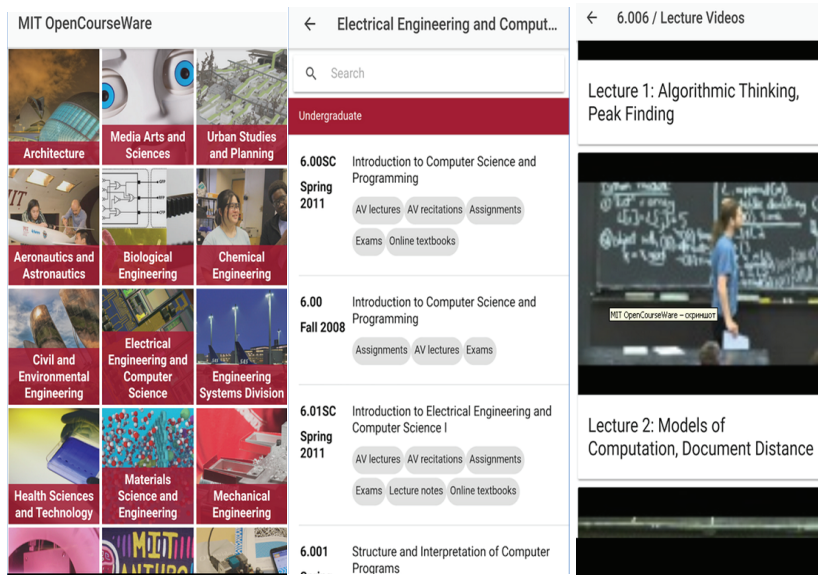 MIT OpenCourseWare
Architecture
Media Arts and
Sciences
Urban Studies
and Planning
Aeronautics and
Astronautics
Biological
Engineering
Chemical
Engineering
Civil and
Environmental
Engineering
Electrical
Engineering and
Computer
Science
Engineering
Systems Division
Health Sciences
and Technology
Materials
Science and
Engineering
Mechanical
Engineering
MIT
ANTHRO
Electrical Engineering and Comput...
Search
Undergraduate
6.00SC
Spring
2011
Introduction to Computer Science and
Programming
AV lectures AV recitations Assignments
Exams Online textbooks
6.00
Fall 2008
Introduction to Computer Science and
Programming
Assignments AV lectures Exams
6.01SC
Spring
2011
Introduction to Electrical Engineering and
Computer Science I
AV lectures AV recitations Assignments
Exams Lecture notes Online textbooks
6.001
Structure and Interpretation of Computer
Programs
6.006 / Lecture Videos
Lecture 1: Algorithmic Thinking,
Peak Finding
MIT OpenCourseWare – скриншот
Lecture 2: Models of
Computation, Document Distance